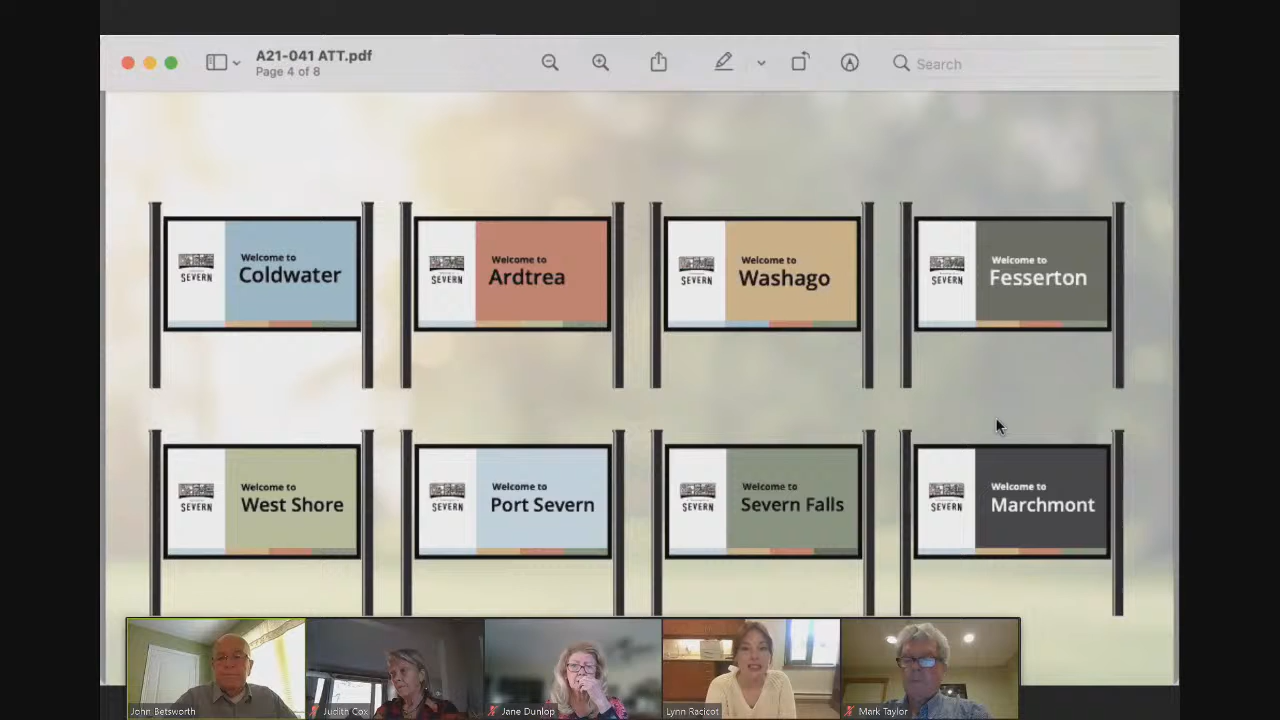 A21-041 ATT.pdf
Page 4 of 8
Search
SEVERN
Welcome to
Coldwater
SEVERN
Welcome to
Ardtrea
SEVERN
Welcome to
Washago
SEVERN
Welcome to
Fesserton
SEVERN
Welcome to
West Shore
SEVERN
Welcome to
Port Severn
SEVERN
Welcome to
Severn Falls
SEVERN
Welcome to
Marchmont
John Betsworth
Judith Cox
Jane Dunlop
Lynn Racicot
Mark Taylor